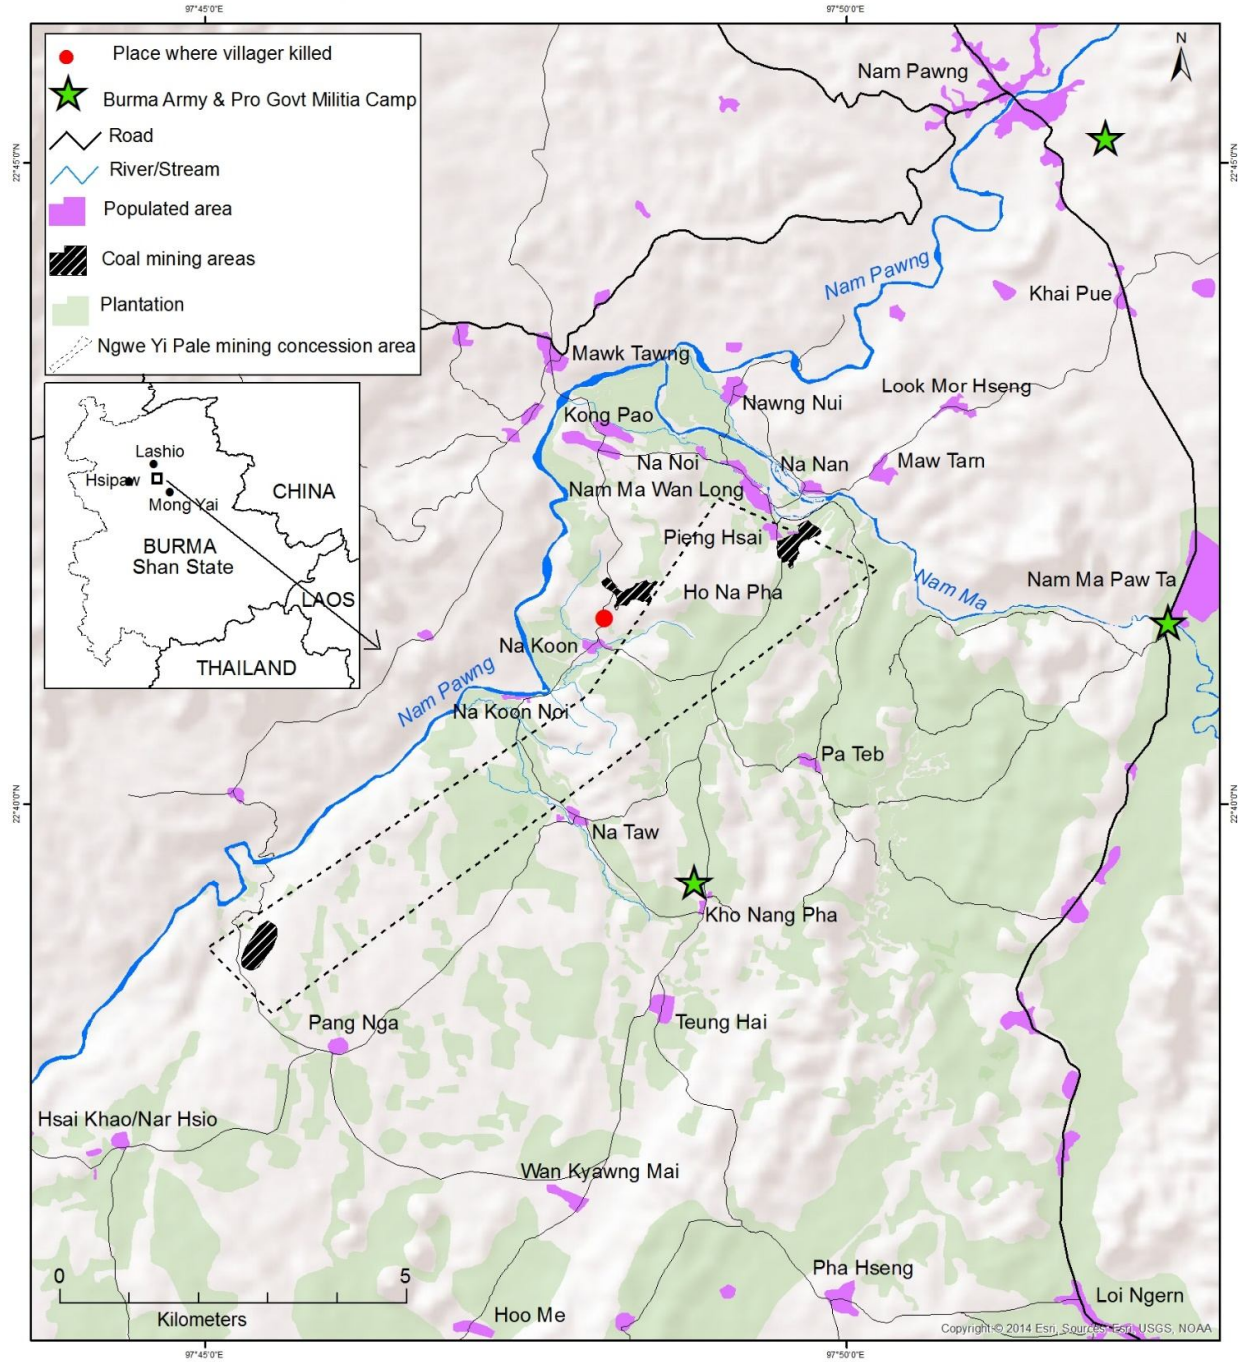 97°45'0"E
97°50'0"E
N
Place where villager killed
Burma Army & Pro Govt Militia Camp
Road
River/Stream
Populated area
Coal mining areas
Plantation
Ngwe Yi Pale mining concession area
Nam Pawng
22°45'0"N
22°45'0"N
Nam Pawng
Khai Pue
Mawk Tawng
Look Mor Hseng
Nawng Nui
Kong Pao
Lashio
Hsipaw
Mong Yai
CHINA
BURMA
Shan State
LAOS
THAILAND
Na Noi
Na Nan
Maw Tarn
Nam Ma Wan Long
Pieng Hsai
Ho Na Pha
Nam Ma
Nam Ma Paw Ta
Na Koon
Nam Pawng
Na Koon Noi
Pa Teb
22°40'0"N
22°40'0"N
Na Taw
Kho Nang Pha
Pang Nga
Teung Hai
Hsai Khao/Nar Hsio
Wan Kyawng Mai
Pha Hseng
0
5
Kilometers
Hoo Me
Loi Ngern
Copyright:© 2014 Esri, Sources: Esri, USGS, NOAA
97°45'0"E
97°50'0"E